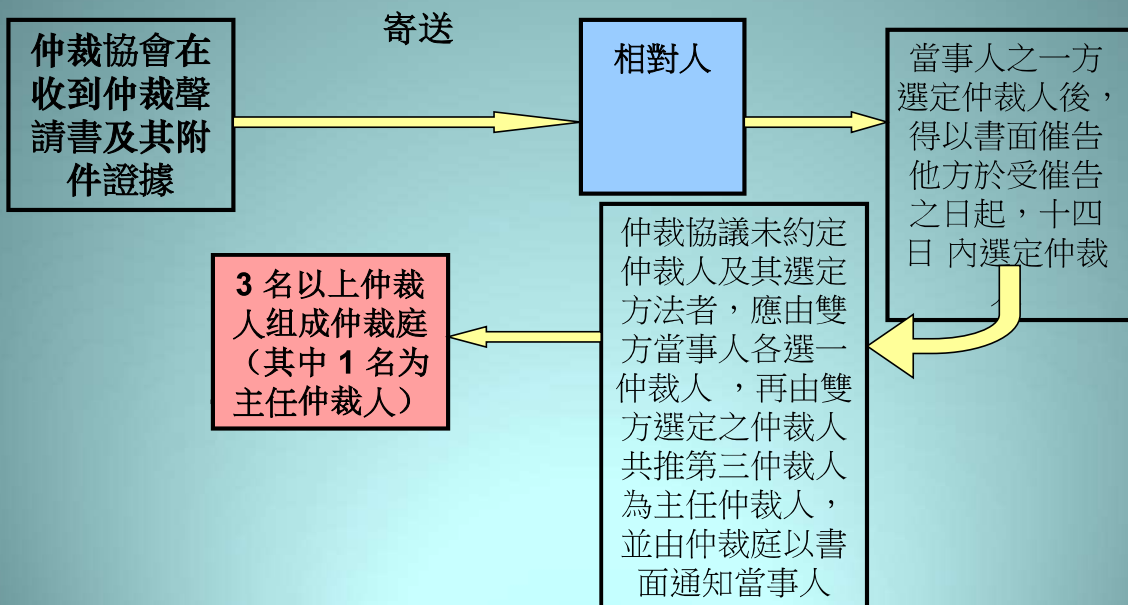 寄送
仲裁協會在
收到仲裁聲
請書及其附
件證據
相對人
當事人之一方
選定仲裁人後，
得以書面催告
他方於受催告
之日起，十四
日 內選定仲裁
仲裁協議未約定
仲裁人及其選定
方法者，應由雙
方當事人各選一
仲裁人 ，再由雙
方選定之仲裁人
共推第三仲裁人
為主任仲裁人，
並由仲裁庭以書
面通知當事人
3 名以上仲裁
人组成仲裁庭
（其中 1 名为
主任仲裁人）